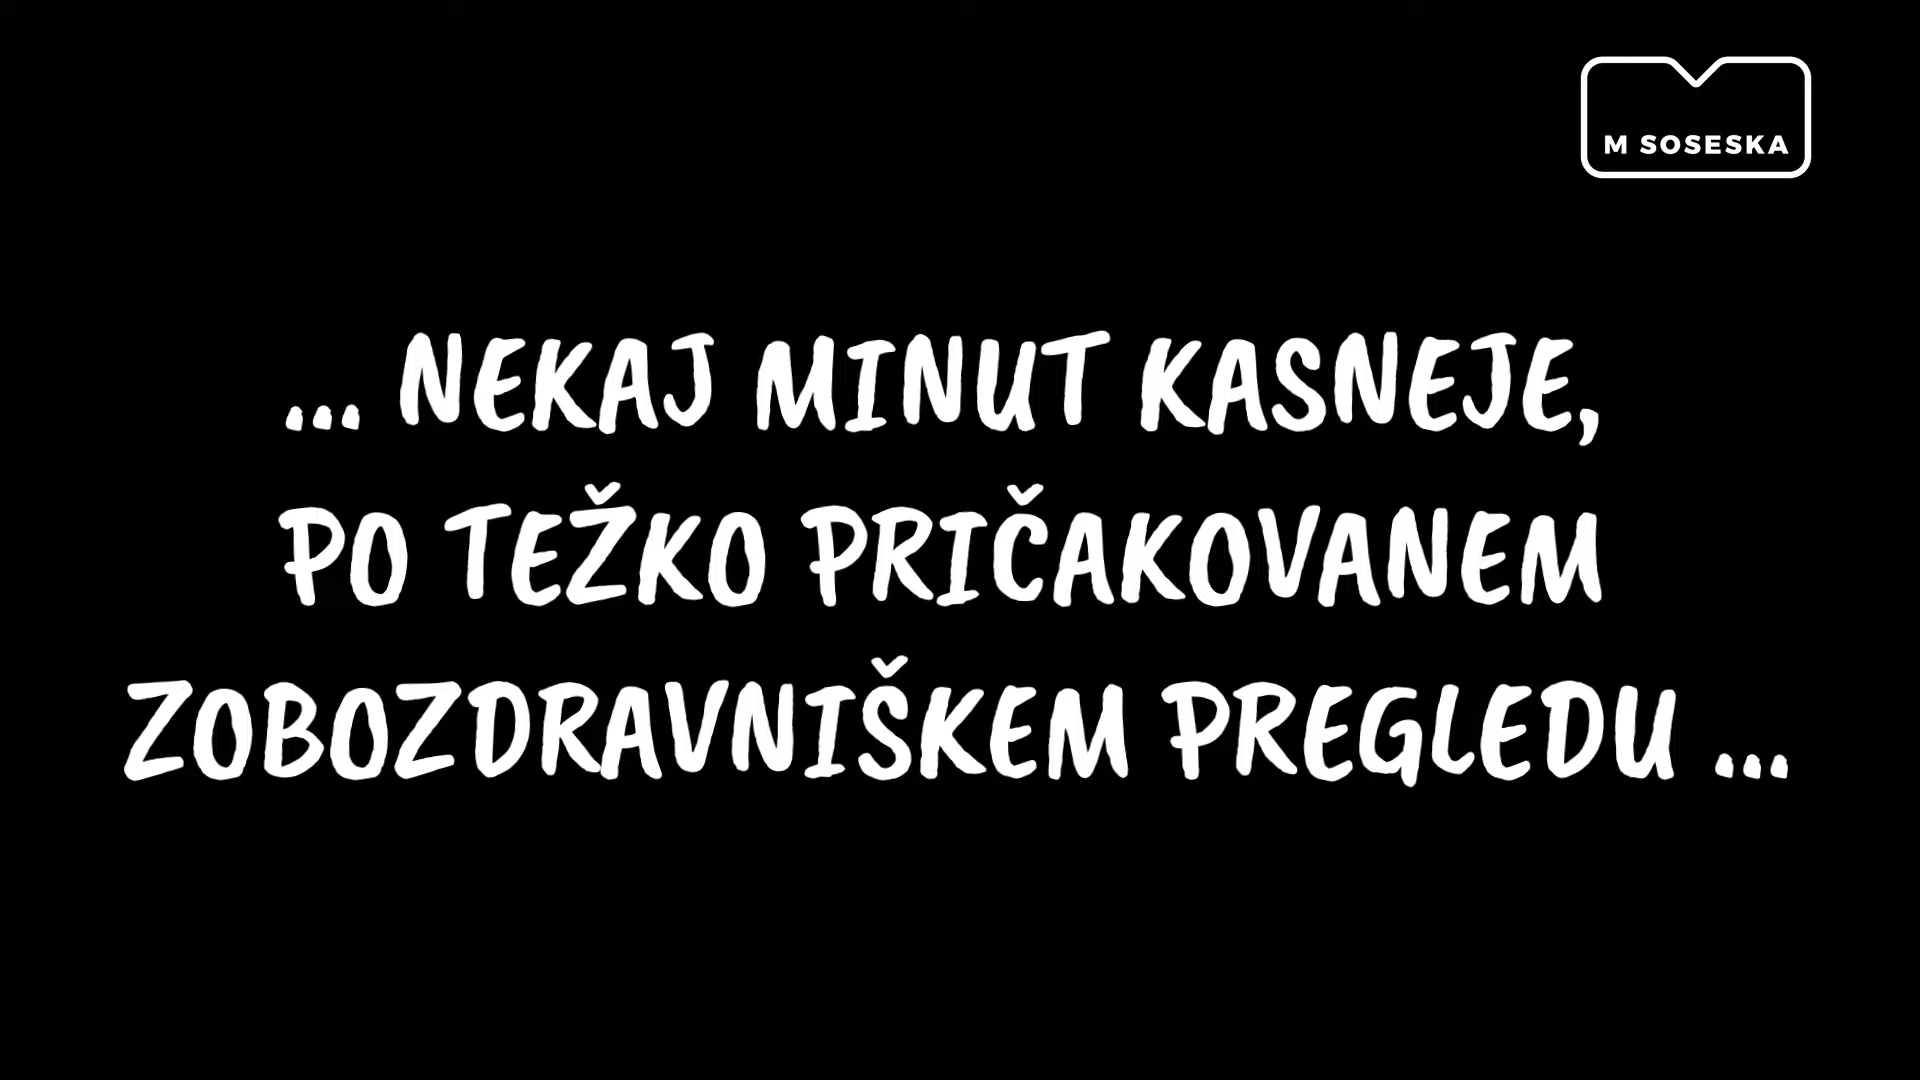 M SOSESKA
... NEKAJ MINUT KASNEJE,
PO TEŽKO PRIČAKOVANEM
ZOBOZDRAVNIŠKEM PREGLEDU ...